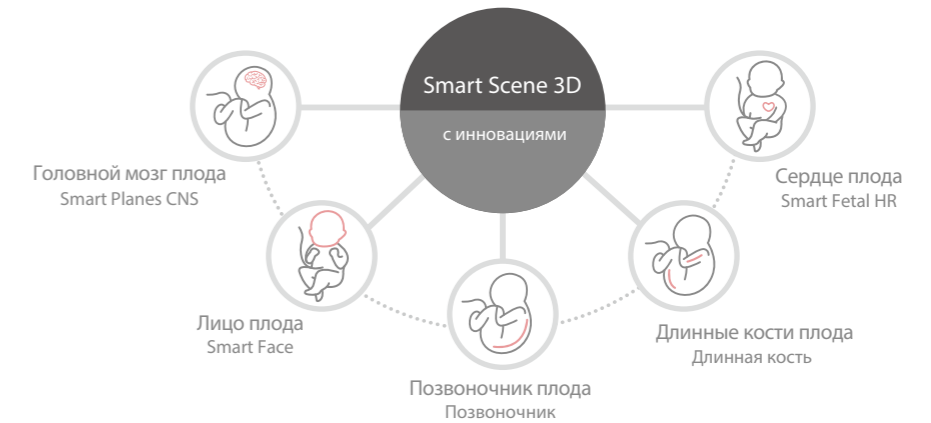 Smart Scene 3D
с инновациями
Головной мозг плода
Smart Planes CNS
Сердце плода
Smart Fetal HR
Лицо плода
Smart Face
Длинные кости плода
Длинная кость
Позвоночник плода
Позвоночник